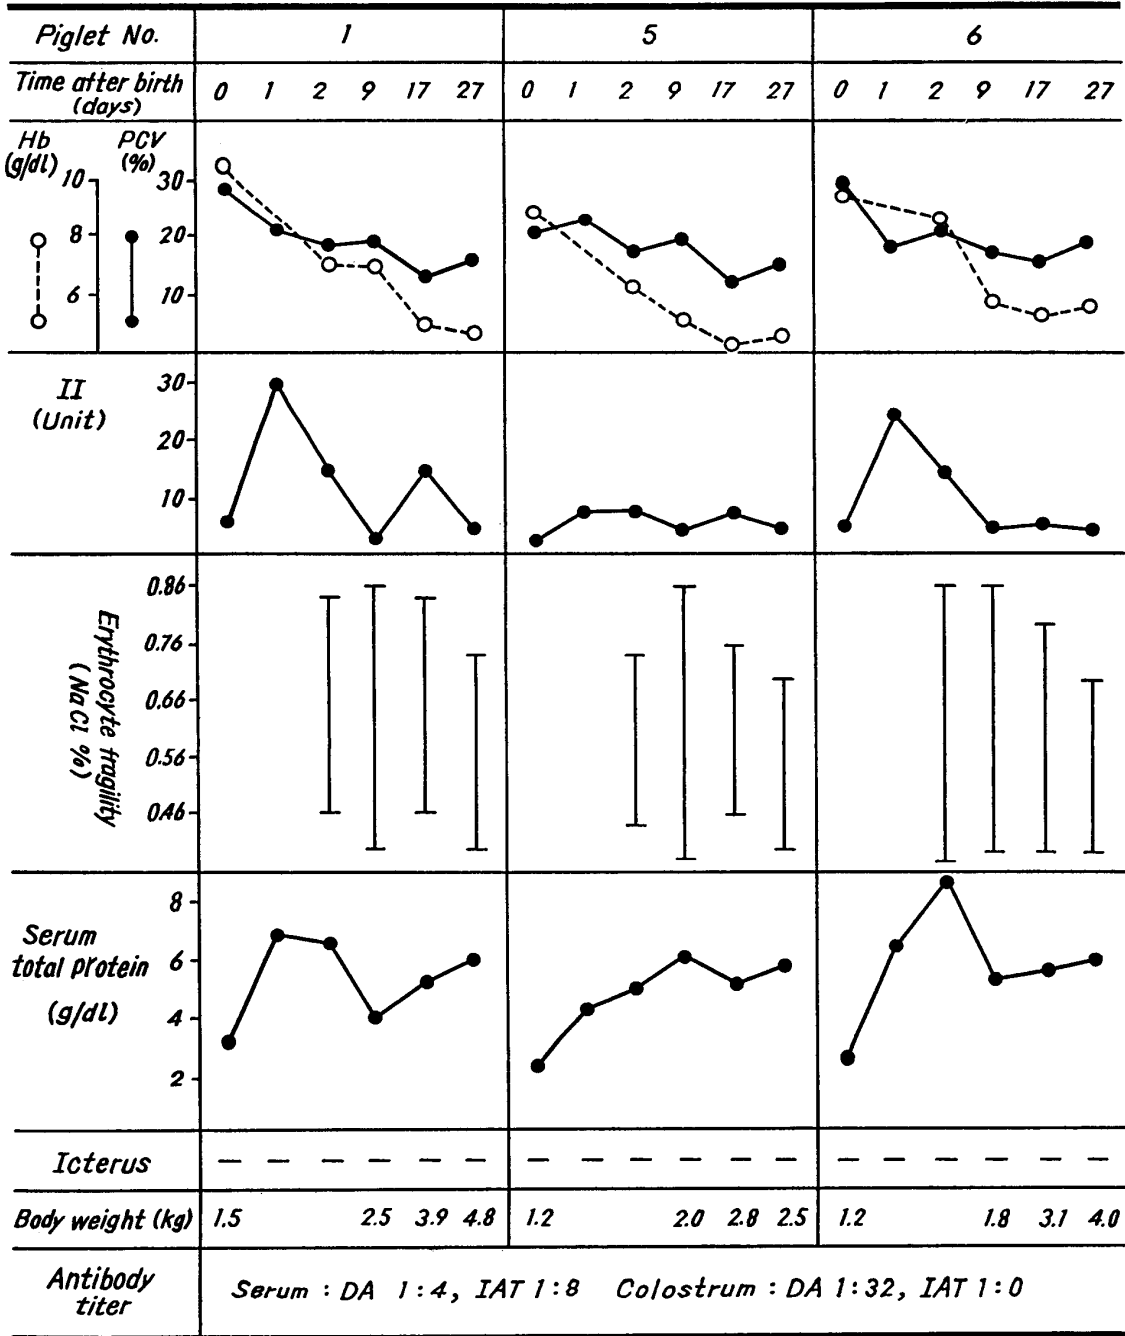 Piglet No. 1 5 6
Time after birth (days) 0 1 2 9 17 27 0 1 2 9 17 27 0 1 2 9 17 27
Hb (g/dl) PCV (%)
10 30
8 20
6 10
II (Unit)
30
20
10
Erythrocyte fragility (NaCl %)
0.86
0.76
0.66
0.56
0.46
Serum total protein (g/dl)
8
6
4
2
Icterus – – – – – – – – – – – – – – – – – –
Body weight (kg) 1.5 2.5 3.9 4.8 1.2 2.0 2.8 2.5 1.2 1.8 3.1 4.0
Antibody titer Serum : DA 1:4, IAT 1:8 Colostrum : DA 1:32, IAT 1:0